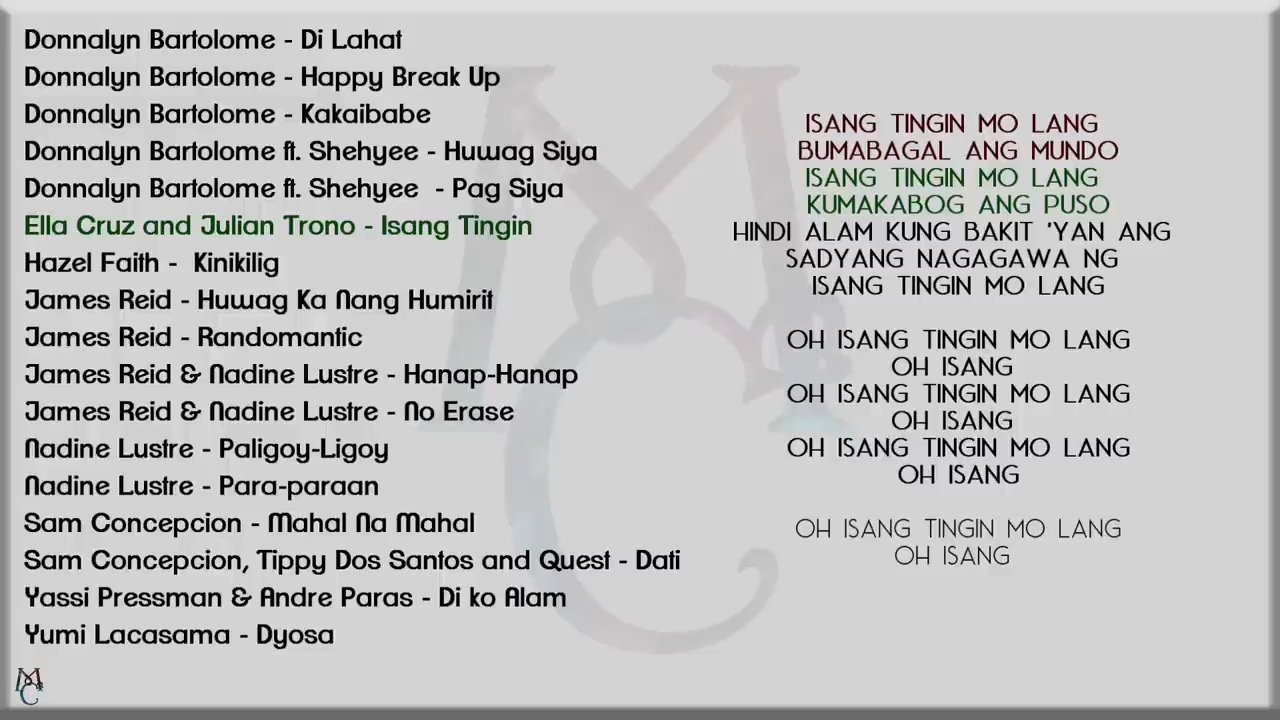 Donnalyn Bartolome - Di Lahat
Donnalyn Bartolome - Happy Break Up
Donnalyn Bartolome - Kakaibabe
Donnalyn Bartolome ft. Shehyee - Huwag Siya
Donnalyn Bartolome ft. Shehyee  - Pag Siya
Ella Cruz and Julian Trono - Isang Tingin
Hazel Faith -  Kinikilig
James Reid - Huwag Ka Nang Humirit
James Reid - Randomantic
James Reid & Nadine Lustre - Hanap-Hanap
James Reid & Nadine Lustre - No Erase
Nadine Lustre - Paligoy-Ligoy
Nadine Lustre - Para-paraan
Sam Concepcion - Mahal Na Mahal
Sam Concepcion, Tippy Dos Santos and Quest - Dati
Yassi Pressman & Andre Paras - Di ko Alam
Yumi Lacasama - Dyosa
ISANG TINGIN MO LANG
BUMABAGAL ANG MUNDO
ISANG TINGIN MO LANG
KUMAKABOG ANG PUSO
HINDI ALAM KUNG BAKIT 'YAN ANG
SADYANG NAGAGAWA NG
ISANG TINGIN MO LANG
OH ISANG TINGIN MO LANG
OH ISANG
OH ISANG TINGIN MO LANG
OH ISANG
OH ISANG TINGIN MO LANG
OH ISANG
OH ISANG TINGIN MO LANG
OH ISANG
MC